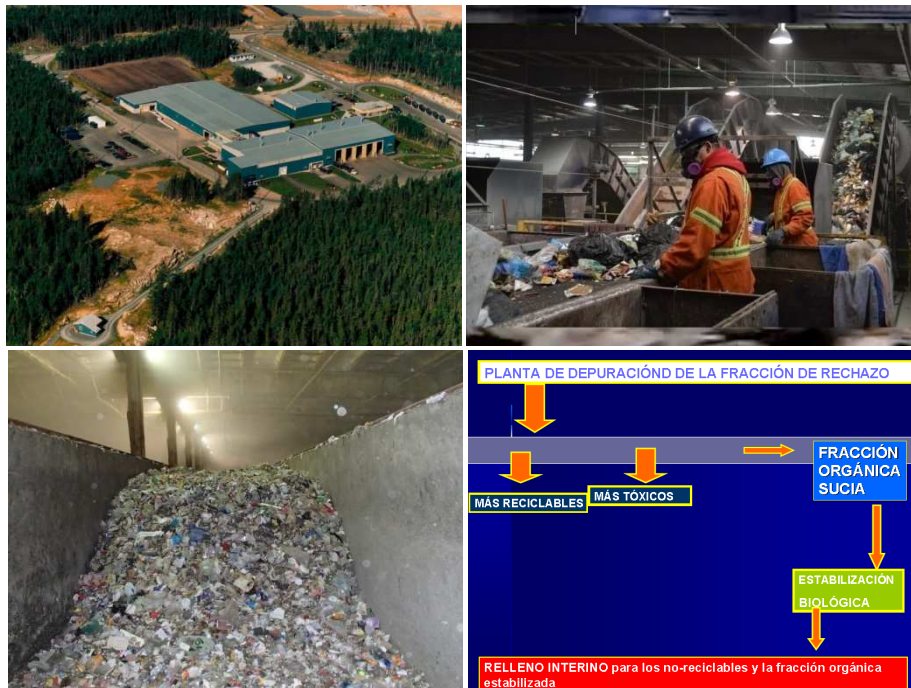 PLANTA DE DEPURACIÓND DE LA FRACCIÓN DE RECHAZO
FRACCIÓN
ORGÁNICA
SUCIA
MÁS RECICLABLES
MÁS TÓXICOS
ESTABILIZACIÓN
BIOLÓGICA
RELLENO INTERINO para los no-reciclables y la fracción orgánica
estabilizada